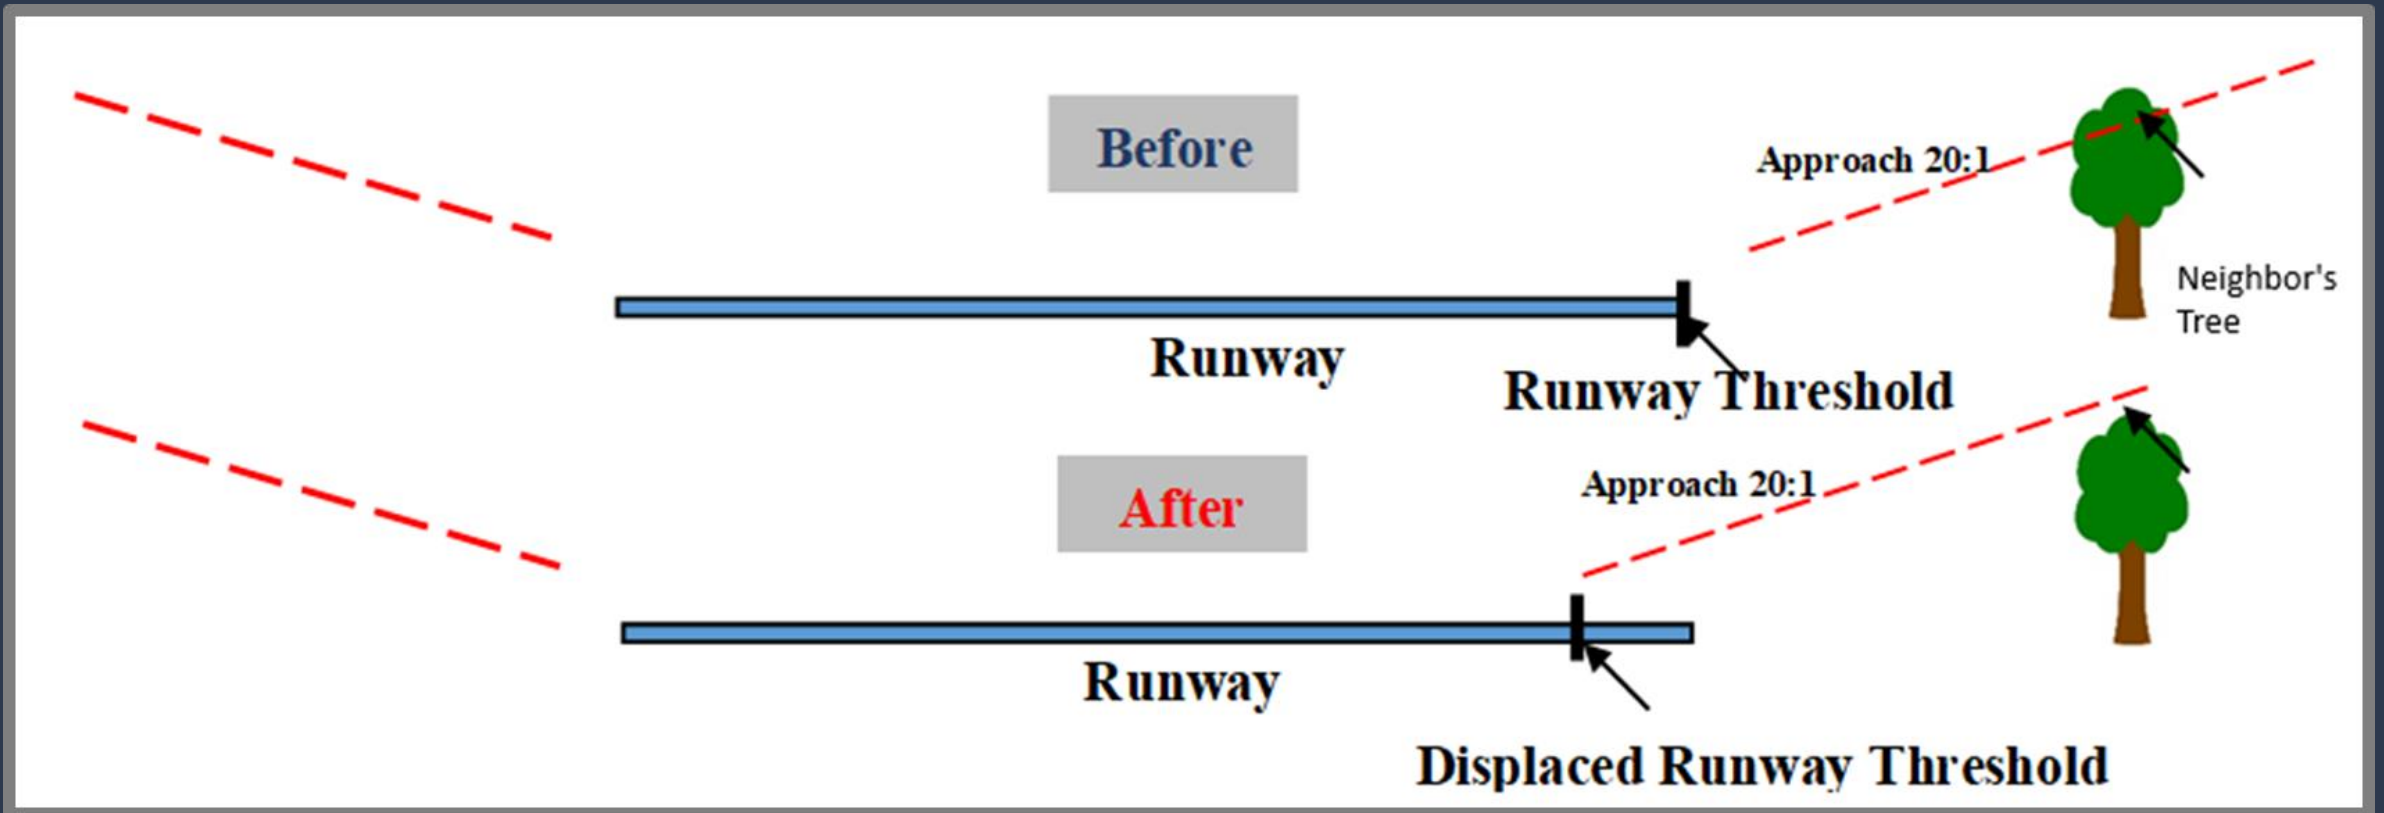 Before
Approach 20:1
Neighbor's
Tree
Runway
Runway Threshold
After
Approach 20:1
Runway
Displaced Runway Threshold